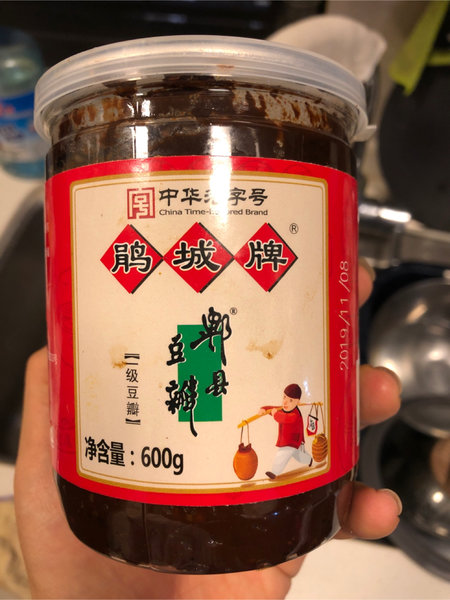 中华老字号
China Time-Honored Brand
鹃城牌®
郫县®
豆瓣
【一级豆瓣】
净含量：600g
2019/11/08